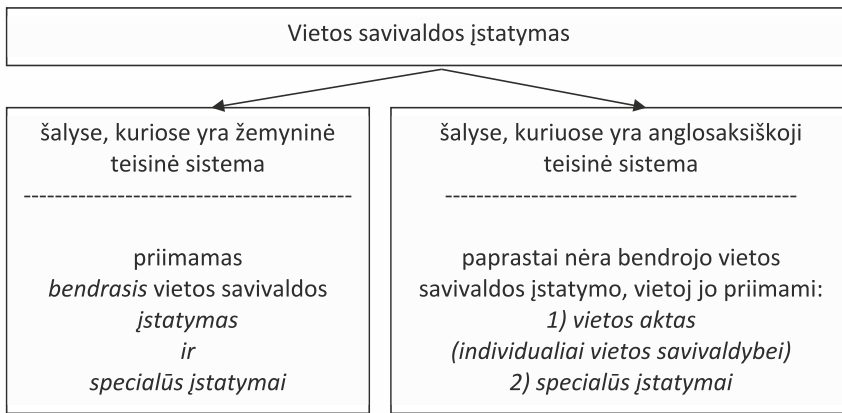 Vietos savivaldos įstatymas
šalyse, kuriose yra žemyninė
teisinė sistema
------------------------------------------
priimamas
bendrasis vietos savivaldos
įstatymas
ir
specialūs įstatymai
šalyse, kuriuose yra anglosaksiškoji
teisinė sistema
---------------------------------------------
paprastai nėra bendrojo vietos
savivaldos įstatymo, vietoj jo priimami:
1) vietos aktas
(individualiai vietos savivaldybei)
2) specialūs įstatymai